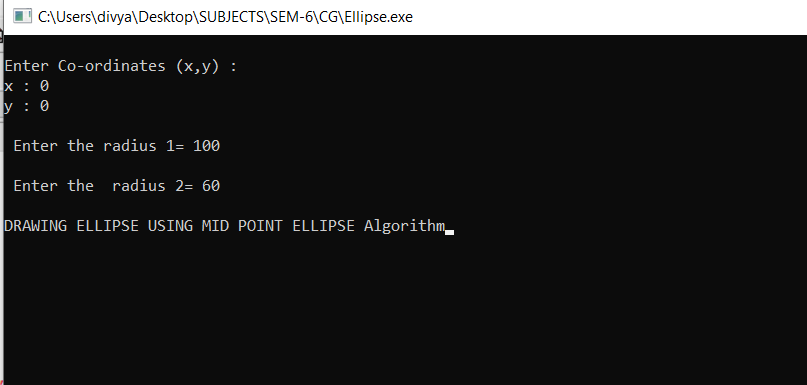 C:\Users\divya\Desktop\SUBJECTS\SEM-6\CG\Ellipse.exe
Enter Co-ordinates (x,y) :
x : 0
y : 0
Enter the radius 1= 100
Enter the  radius 2= 60
DRAWING ELLIPSE USING MID POINT ELLIPSE Algorithm